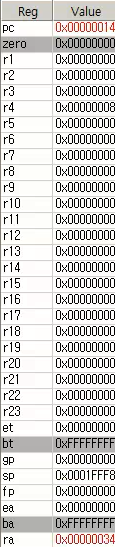 Reg Value
pc 0x00000014
zero 0x00000000
r1 0x00000000
r2 0x00000000
r3 0x00000000
r4 0x00000008
r5 0x00000000
r6 0x00000000
r7 0x00000000
r8 0x00000000
r9 0x00000000
r10 0x00000000
r11 0x00000000
r12 0x00000000
r13 0x00000000
r14 0x00000000
r15 0x00000000
r16 0x00000000
r17 0x00000000
r18 0x00000000
r19 0x00000000
r20 0x00000000
r21 0x00000000
r22 0x00000000
r23 0x00000000
et 0x00000000
bt 0xFFFFFFFF
gp 0x00000000
sp 0x0001FFF8
fp 0x00000000
ea 0x00000000
ba 0xFFFFFFFF
ra 0x00000034